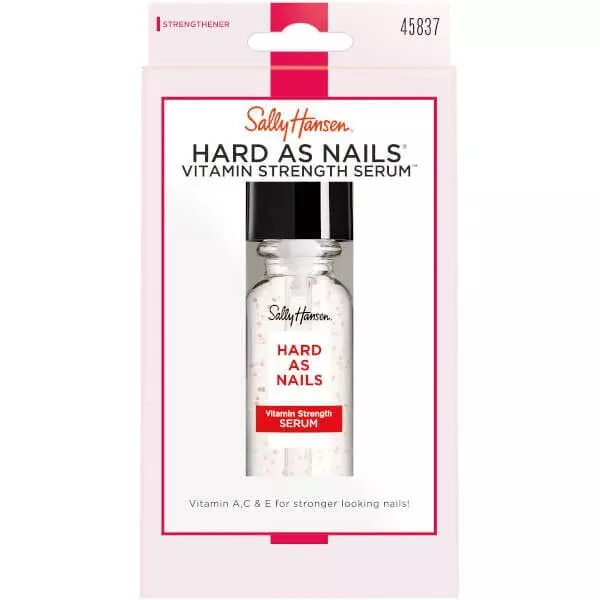 STRENGTHENER
45837
Sally Hansen®
HARD AS NAILS®
VITAMIN STRENGTH SERUM™
Sally Hansen®
HARD
AS
NAILS
Vitamin Strength
SERUM
Vitamin A,C & E for stronger looking nails!